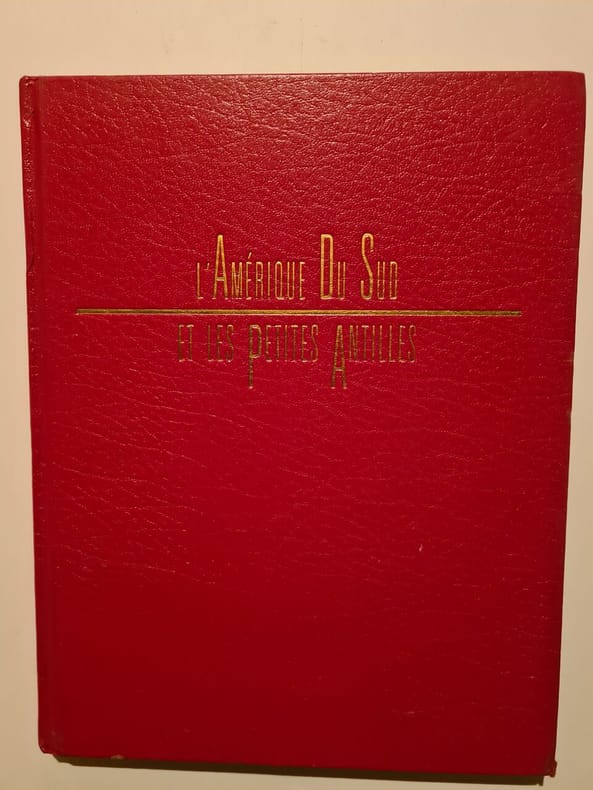 L'AMÉRIQUE DU SUD
ET LES PETITES ANTILLES